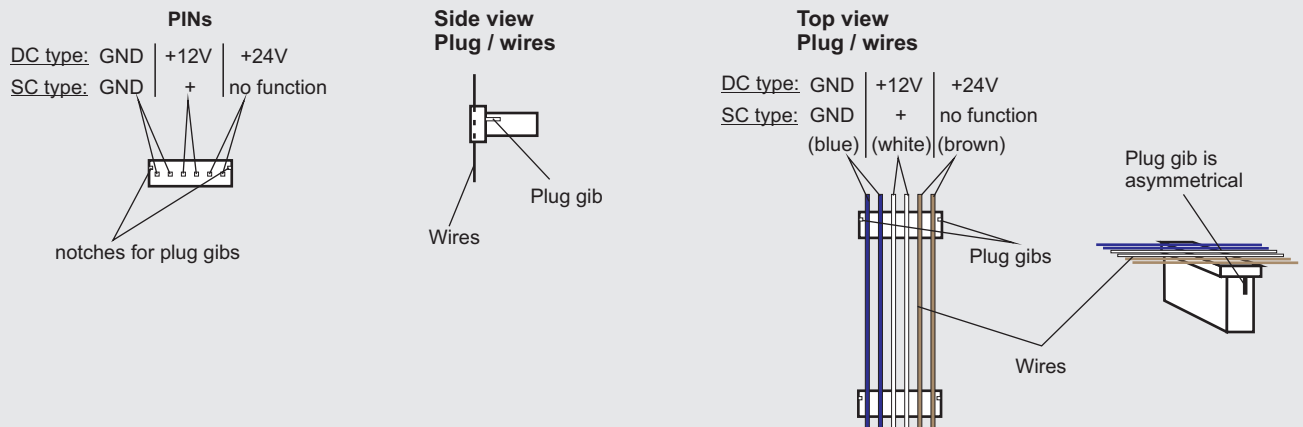 PINs
DC type: GND +12V +24V
SC type: GND + no function
notches for plug gibs
Side view
Plug / wires
Plug gib
Wires
Top view
Plug / wires
DC type: GND +12V +24V
SC type: GND + no function
(blue) (white) (brown)
Plug gibs
Wires
Plug gib is
asymmetrical